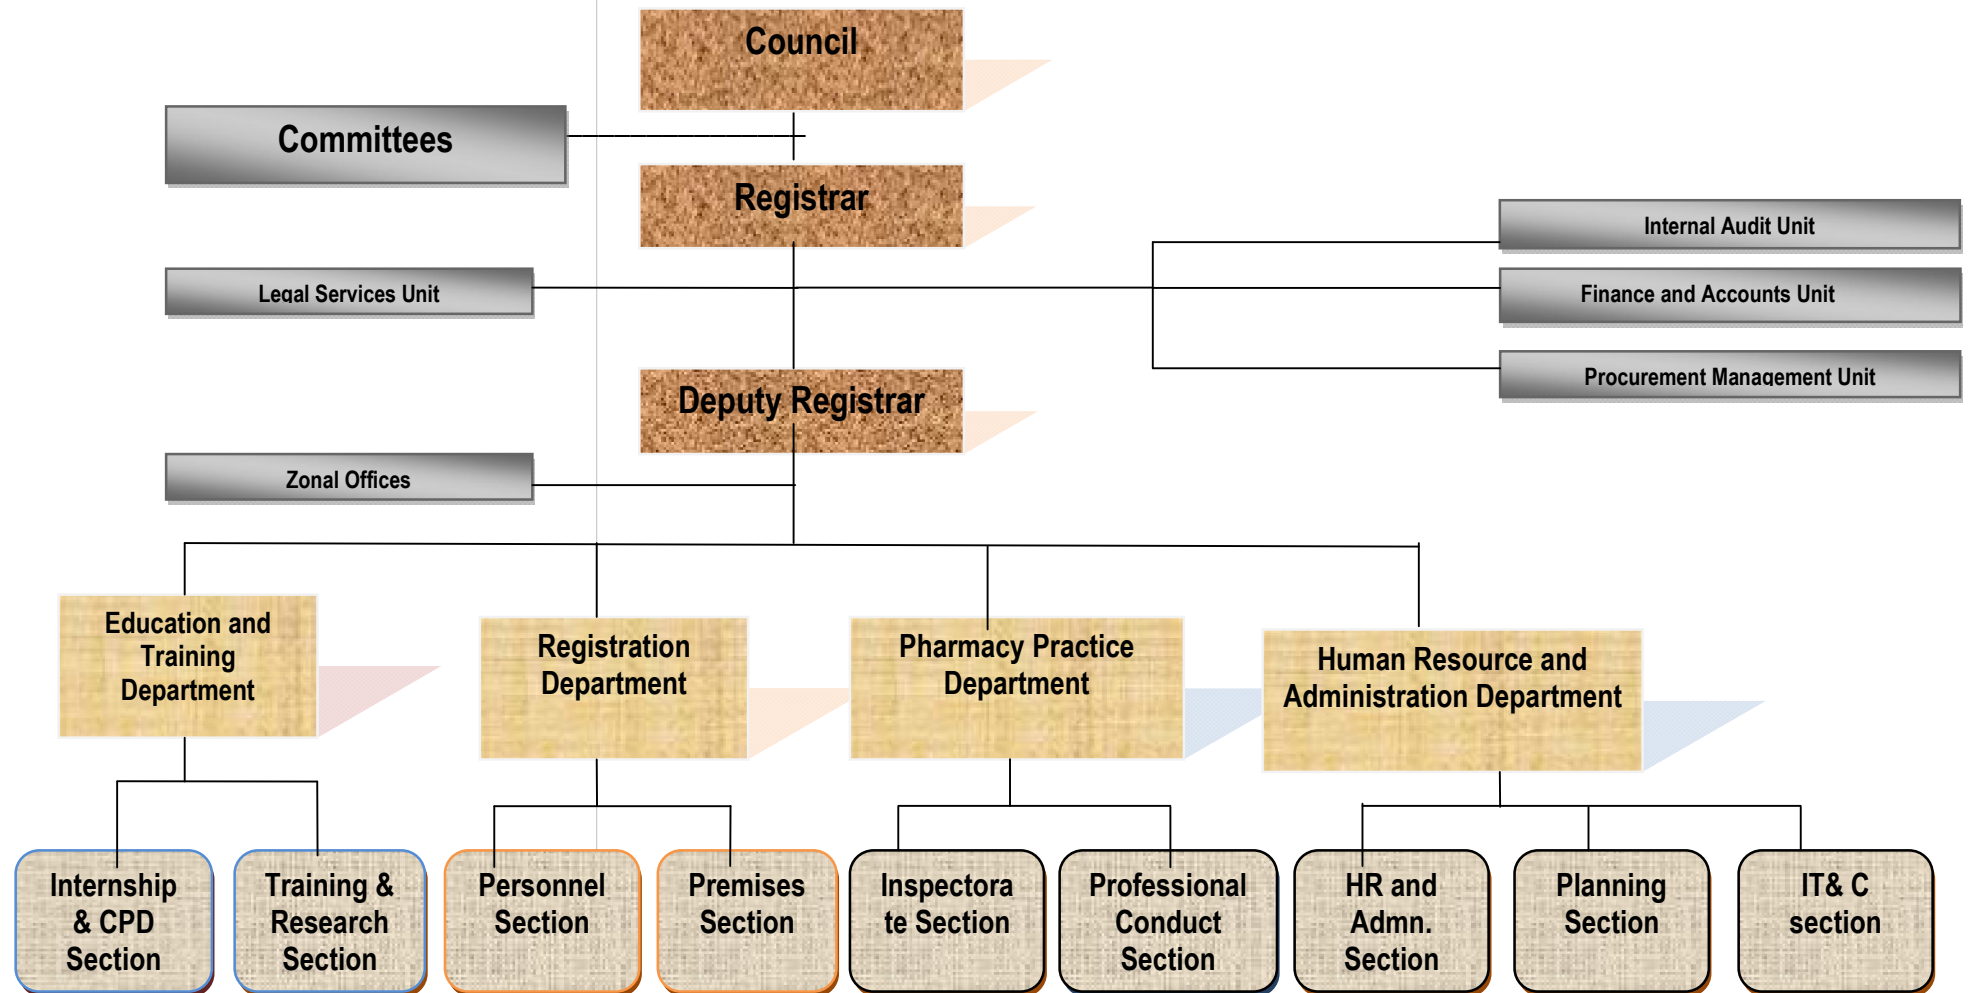 Council
Committees
Registrar
Internal Audit Unit
Legal Services Unit
Finance and Accounts Unit
Procurement Management Unit
Deputy Registrar
Zonal Offices
Education and
Training
Department
Registration
Department
Pharmacy Practice
Department
Human Resource and
Administration Department
Internship
& CPD
Section
Training &
Research
Section
Personnel
Section
Premises
Section
Inspectora
te Section
Professional
Conduct
Section
HR and
Admn.
Section
Planning
Section
IT& C
section